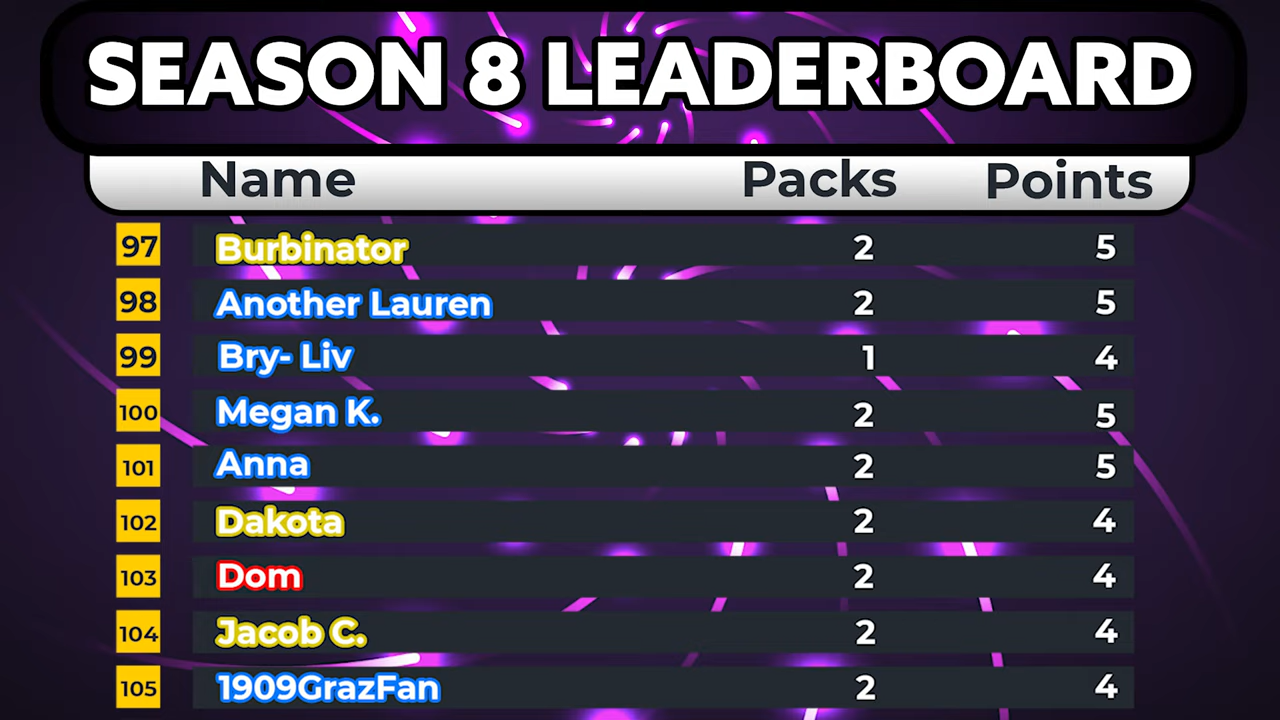 SEASON 8 LEADERBOARD
Name Packs Points
97 Burbinator 2 5
98 Another Lauren 2 5
99 Bry- Liv 1 4
100 Megan K. 2 5
101 Anna 2 5
102 Dakota 2 4
103 Dom 2 4
104 Jacob C. 2 4
105 1909GrazFan 2 4